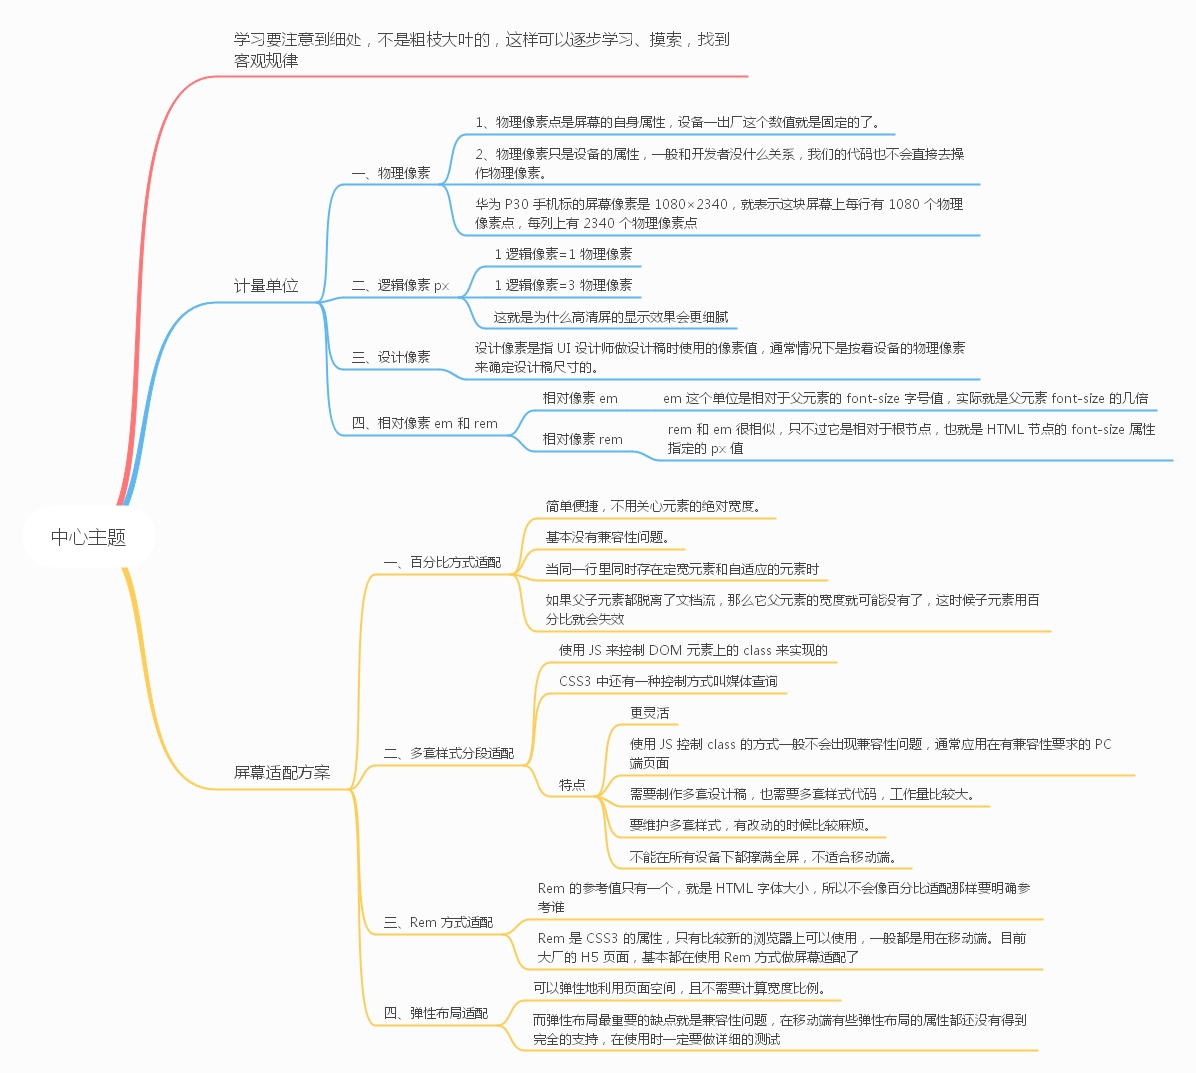 学习要注意到细处，不是粗枝大叶的，这样可以逐步学习、摸索，找到
客观规律
中心主题
计量单位
一、物理像素
1、物理像素点是屏幕的自身属性，设备一出厂这个数值就是固定的了。
2、物理像素只是设备的属性，一般和开发者没什么关系，我们的代码也不会直接去操
作物理像素。
华为 P30 手机标的屏幕像素是 1080×2340，就表示这块屏幕上每行有 1080 个物理
像素点，每列上有 2340 个物理像素点
二、逻辑像素 px
1 逻辑像素=1 物理像素
1 逻辑像素=3 物理像素
这就是为什么高清屏的显示效果会更细腻
三、设计像素
设计像素是指 UI 设计师做设计稿时使用的像素值，通常情况下是按着设备的物理像素
来确定设计稿尺寸的。
四、相对像素 em 和 rem
相对像素 em
em 这个单位是相对于父元素的 font-size 字号值，实际就是父元素 font-size 的几倍
相对像素 rem
rem 和 em 很相似，只不过它是相对于根节点，也就是 HTML 节点的 font-size 属性
指定的 px 值
屏幕适配方案
一、百分比方式适配
简单便捷，不用关心元素的绝对宽度。
基本没有兼容性问题。
当同一行里同时存在定宽元素和自适应的元素时
如果父子元素都脱离了文档流，那么它父元素的宽度就可能没有了，这时候子元素用百
分比就会失效
二、多套样式分段适配
使用 JS 来控制 DOM 元素上的 class 来实现的
CSS3 中还有一种控制方式叫媒体查询
特点
更灵活
使用 JS 控制 class 的方式一般不会出现兼容性问题，通常应用在有兼容性要求的 PC
端页面
需要制作多套设计稿，也需要多套样式代码，工作量比较大。
要维护多套样式，有改动的时候比较麻烦。
不能在所有设备下都撑满全屏，不适合移动端。
三、Rem 方式适配
Rem 的参考值只有一个，就是 HTML 字体大小，所以不会像百分比适配那样要明确参
考谁
Rem 是 CSS3 的属性，只有比较新的浏览器上可以使用，一般都是用在移动端。目前
大厂的 H5 页面，基本都在使用 Rem 方式做屏幕适配了
四、弹性布局适配
可以弹性地利用页面空间，且不需要计算宽度比例。
而弹性布局最重要的缺点就是兼容性问题，在移动端有些弹性布局的属性都还没有得到
完全的支持，在使用时一定要做详细的测试